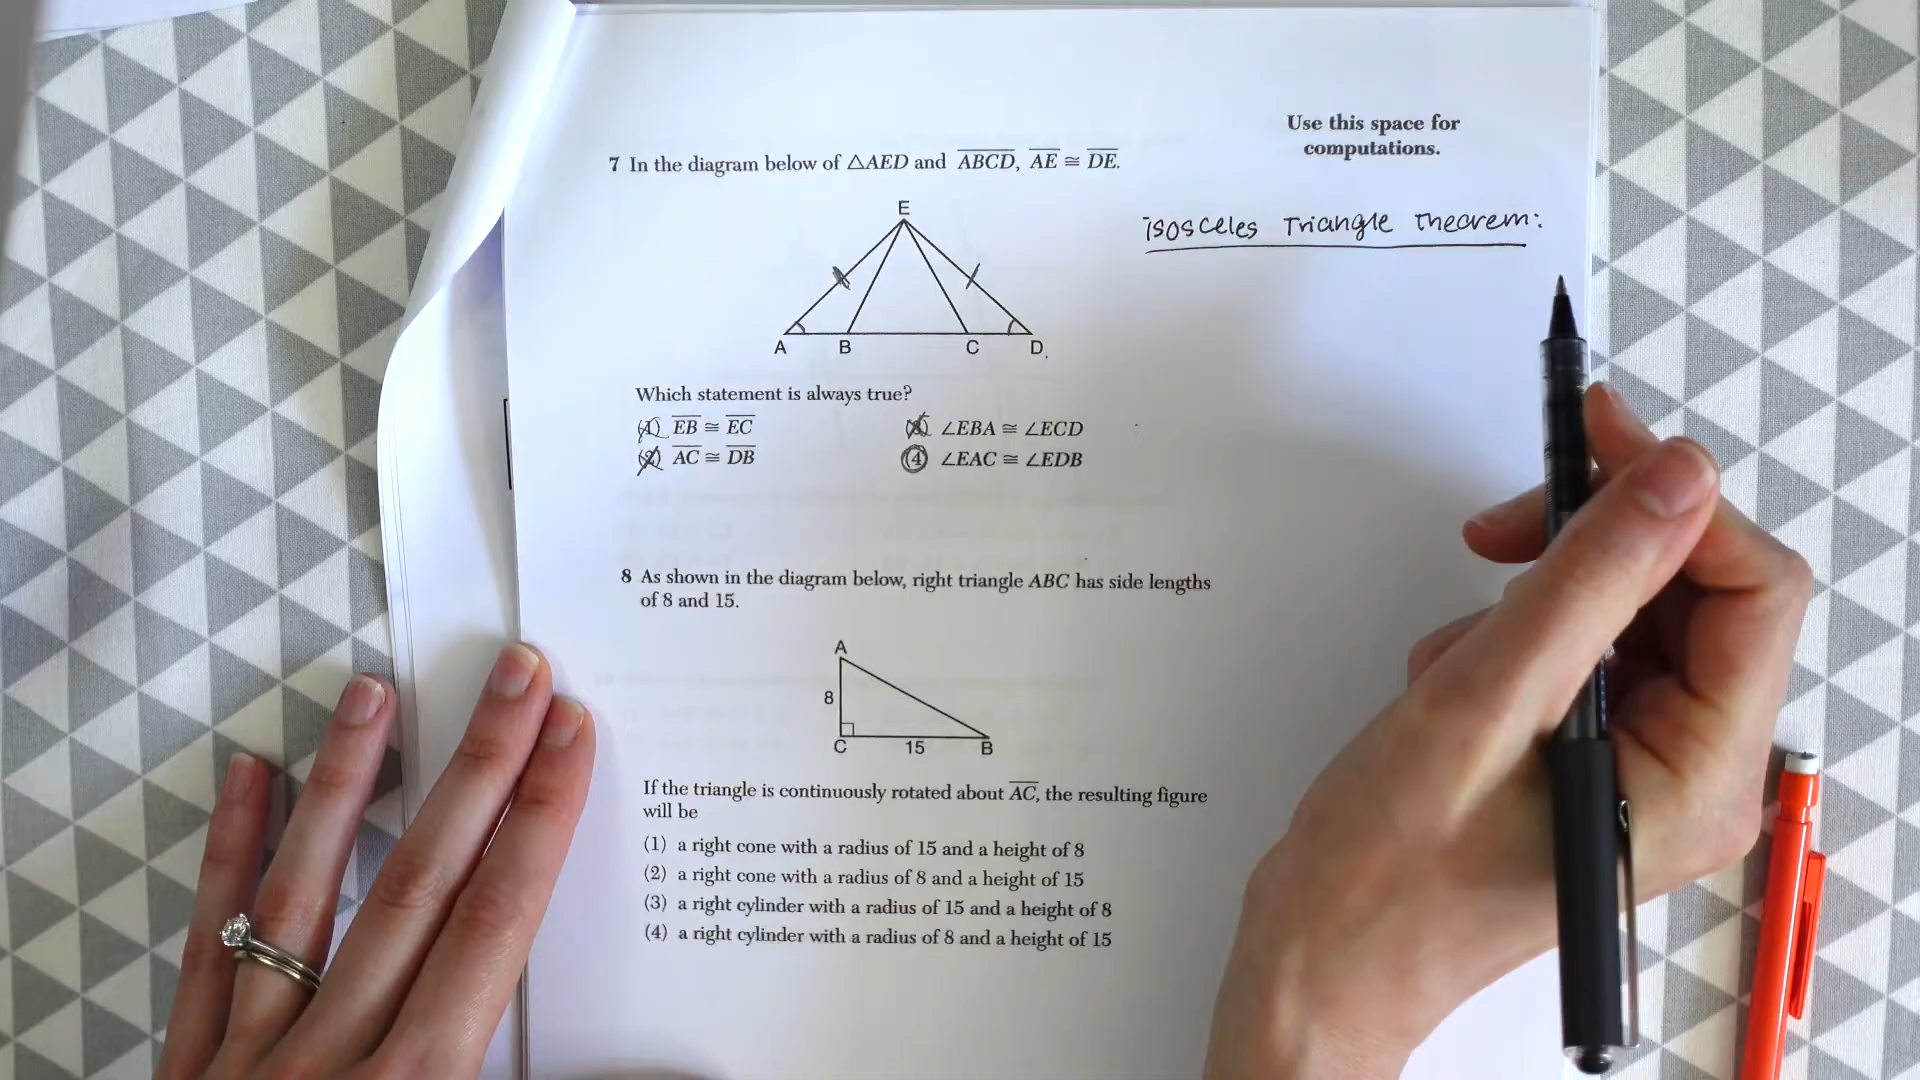 Use this space for
computations.
7 In the diagram below of △AED and ABCD, AE ≅ DE.
isosceles Triangle Theorem:
E
A B C D
Which statement is always true?
(1) EB ≅ EC (3) ∠EBA ≅ ∠ECD
(2) AC ≅ DB (4) ∠EAC ≅ ∠EDB
8 As shown in the diagram below, right triangle ABC has side lengths
of 8 and 15.
A
8
C 15 B
If the triangle is continuously rotated about AC, the resulting figure
will be
(1) a right cone with a radius of 15 and a height of 8
(2) a right cone with a radius of 8 and a height of 15
(3) a right cylinder with a radius of 15 and a height of 8
(4) a right cylinder with a radius of 8 and a height of 15